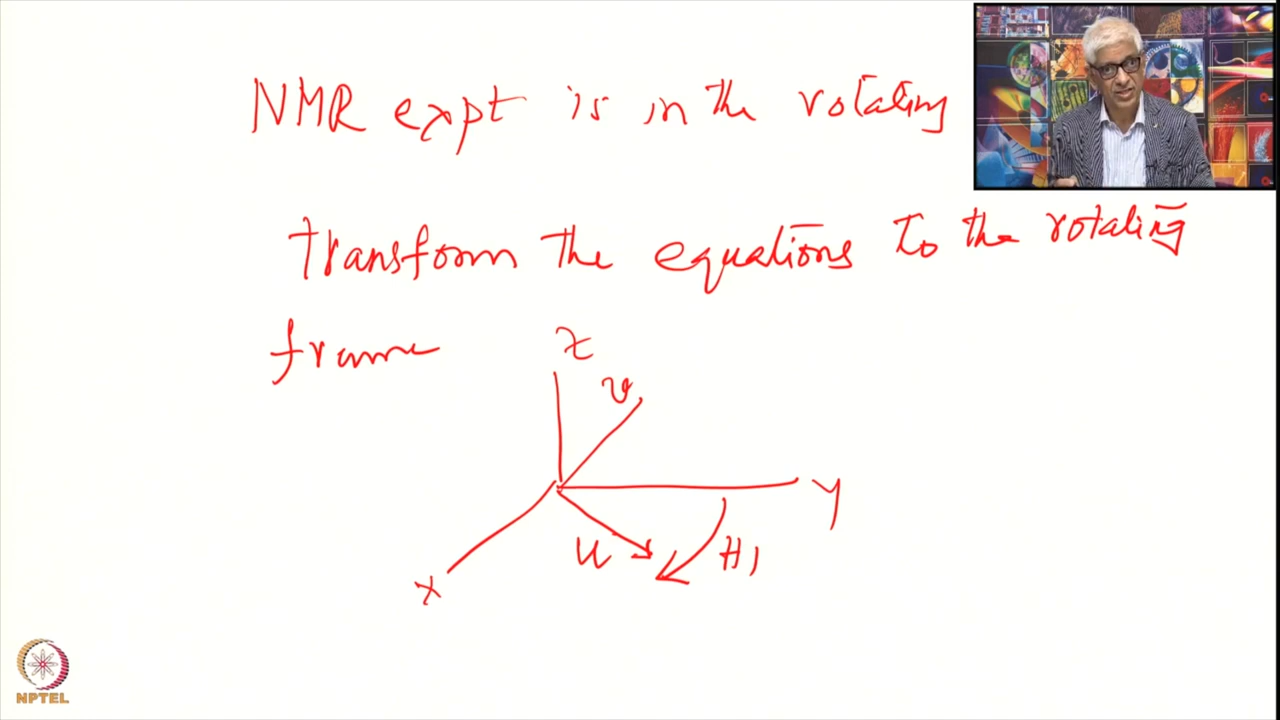 NMR expt is in the rotating
transform the equations to the rotating
frame
Z
v
Y
u
H1
X
NPTEL